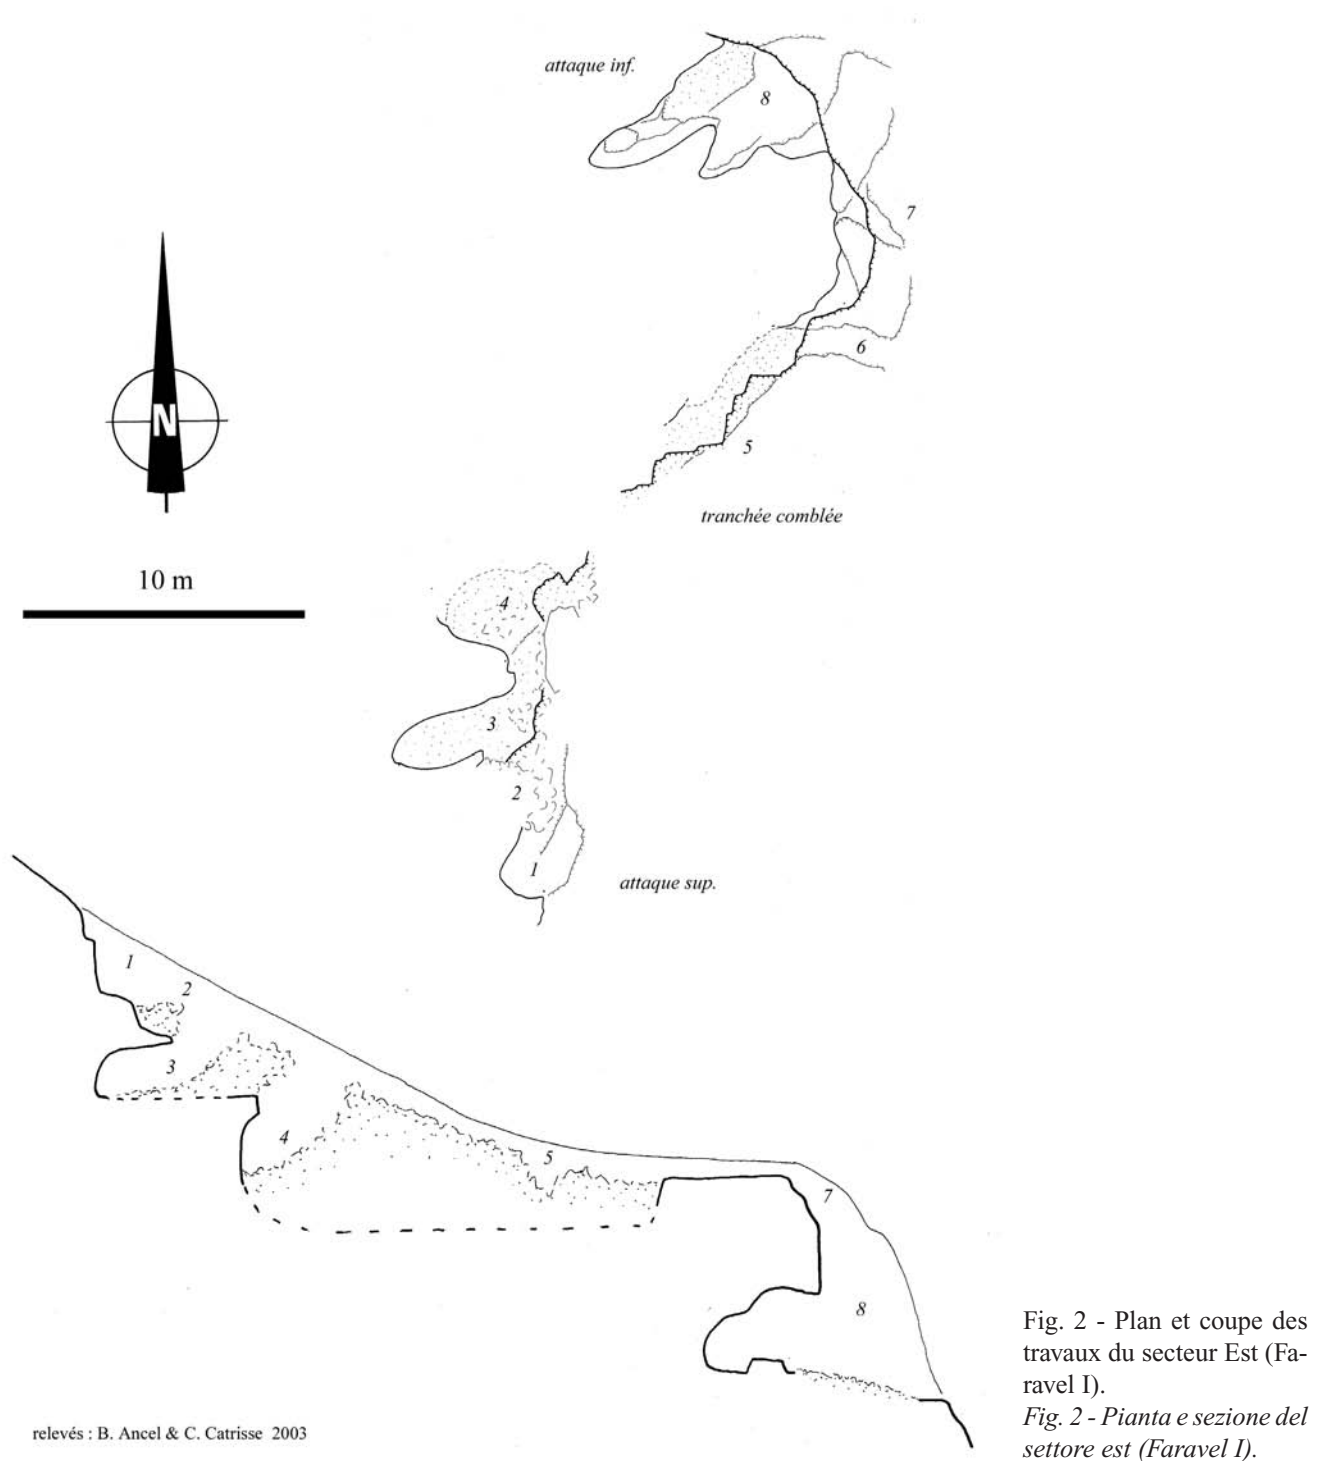 attaque inf.
8
7
N
6
5
tranchée comblée
10 m
4
3
2
1
attaque sup.
1
2
3
4
5
7
8
Fig. 2 - Plan et coupe des
travaux du secteur Est (Fa-
ravel I).
Fig. 2 - Pianta e sezione del
settore est (Faravel I).
relevés : B. Ancel & C. Catrisse 2003